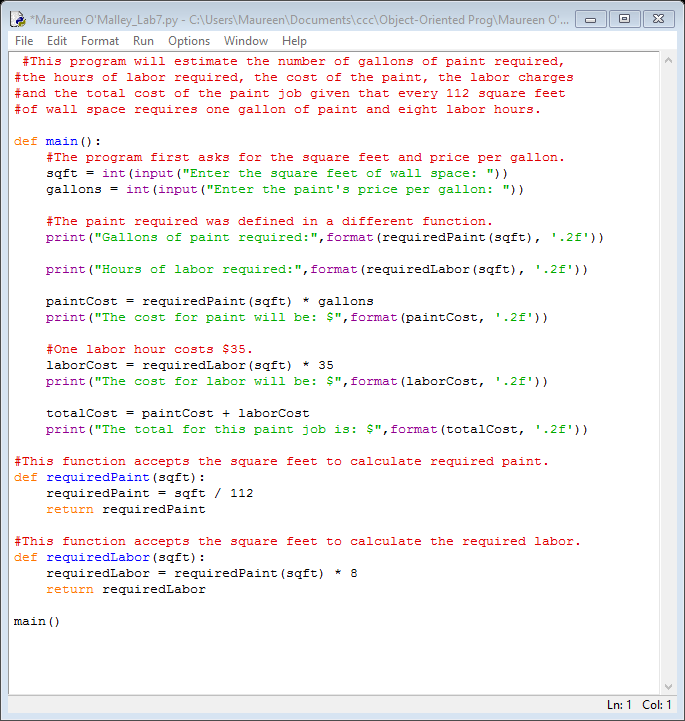 *Maureen O'Malley_Lab7.py - C:\Users\Maureen\Documents\ccc\Object-Oriented Prog\Maureen O'...
File Edit Format Run Options Window Help
#This program will estimate the number of gallons of paint required,
#the hours of labor required, the cost of the paint, the labor charges
#and the total cost of the paint job given that every 112 square feet
#of wall space requires one gallon of paint and eight labor hours.

def main():
    #The program first asks for the square feet and price per gallon.
    sqft = int(input("Enter the square feet of wall space: "))
    gallons = int(input("Enter the paint's price per gallon: "))

    #The paint required was defined in a different function.
    print("Gallons of paint required:",format(requiredPaint(sqft), '.2f'))

    print("Hours of labor required:",format(requiredLabor(sqft), '.2f'))

    paintCost = requiredPaint(sqft) * gallons
    print("The cost for paint will be: $",format(paintCost, '.2f'))

    #One labor hour costs $35.
    laborCost = requiredLabor(sqft) * 35
    print("The cost for labor will be: $",format(laborCost, '.2f'))

    totalCost = paintCost + laborCost
    print("The total for this paint job is: $",format(totalCost, '.2f'))

#This function accepts the square feet to calculate required paint.
def requiredPaint(sqft):
    requiredPaint = sqft / 112
    return requiredPaint

#This function accepts the square feet to calculate the required labor.
def requiredLabor(sqft):
    requiredLabor = requiredPaint(sqft) * 8
    return requiredLabor

main()
Ln: 1 Col: 1